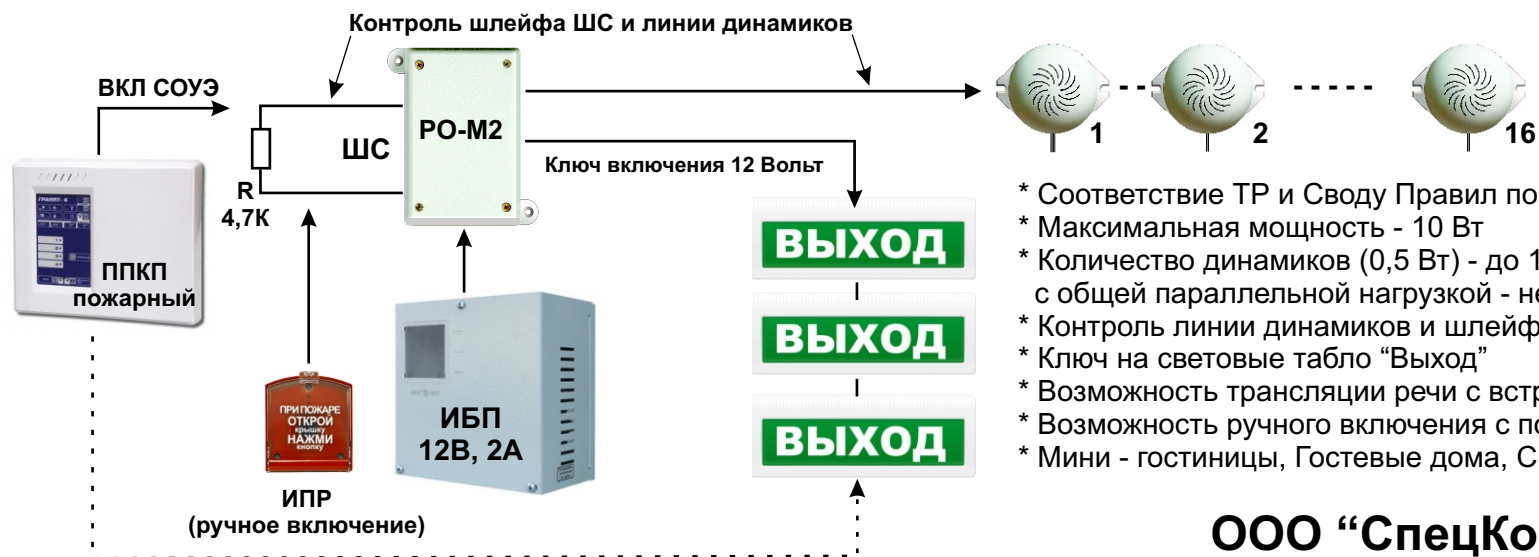 Контроль шлейфа ШС и линии динамиков
ВКЛ СОУЭ
ШС
РО-М2
R
4,7К
Ключ включения 12 Вольт
1
2
16
ГРАНИТ-
ППКП
пожарный
ПРИ ПОЖАРЕ
ОТКРОЙ
крышку
НАЖМИ
кнопку
ИПР
(ручное включение)
ИБП
12В, 2А
ВЫХОД
ВЫХОД
ВЫХОД
* Соответствие ТР и Своду Правил по
* Максимальная мощность - 10 Вт
* Количество динамиков (0,5 Вт) - до 1
с общей параллельной нагрузкой - не
* Контроль линии динамиков и шлейф
* Ключ на световые табло “Выход”
* Возможность трансляции речи с встр
* Возможность ручного включения с по
* Мини - гостиницы, Гостевые дома, С
ООО “СпецКо